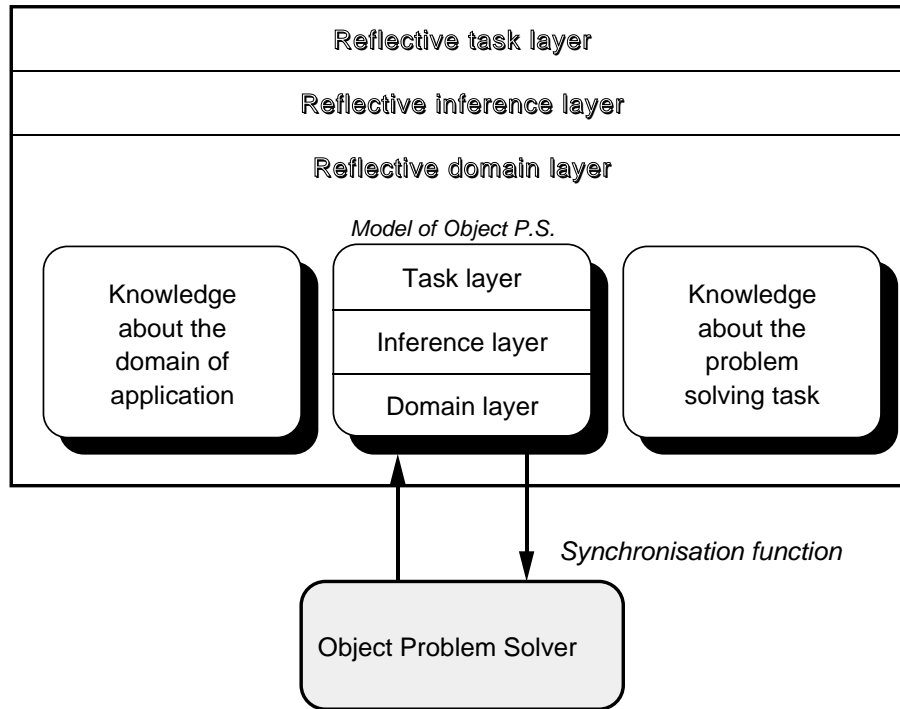 Reflective task layer
Reflective inference layer
Reflective domain layer
Model of Object P.S.
Knowledge
about the
domain of
application
Task layer
Inference layer
Domain layer
Knowledge
about the
problem
solving task
Synchronisation function
Object Problem Solver